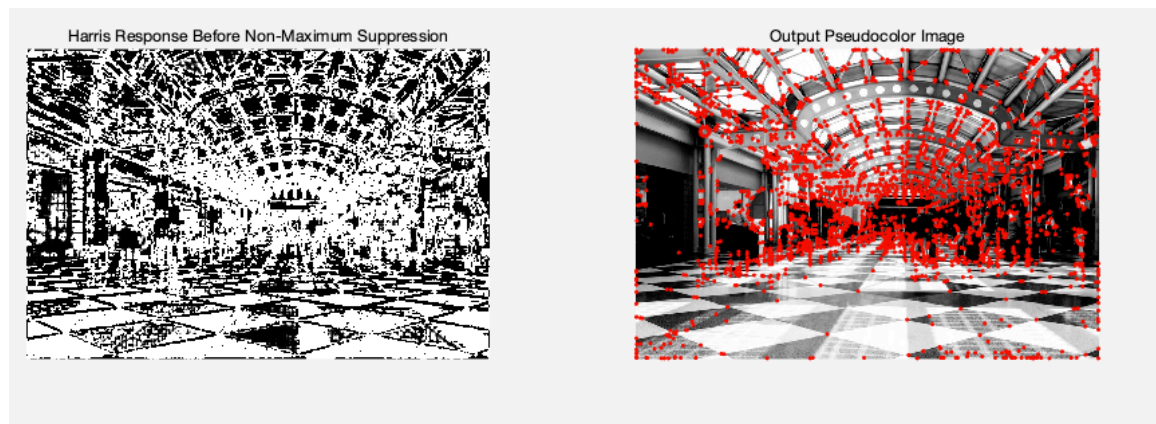 Harris Response Before Non-Maximum Suppression
Output Pseudocolor Image